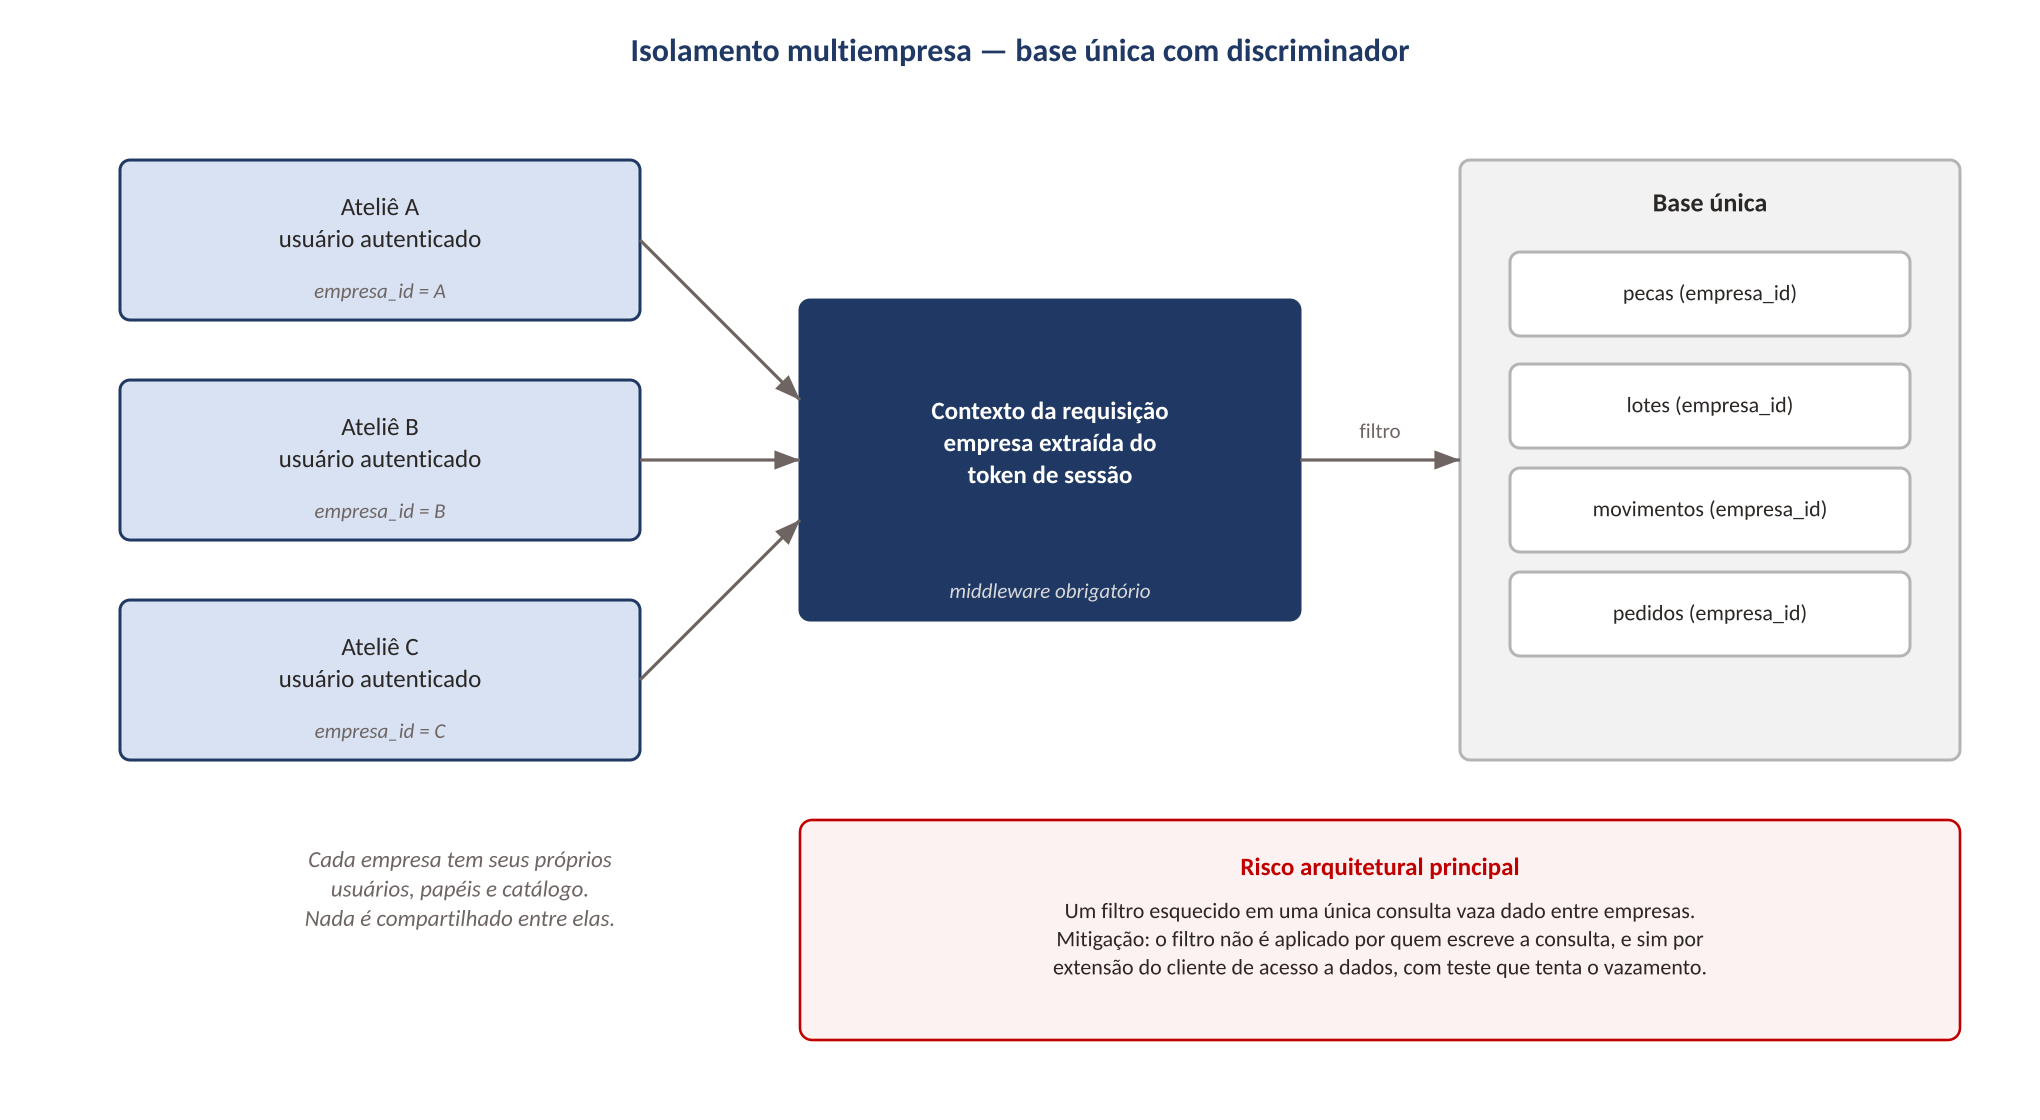 Isolamento multiempresa — base única com discriminador
Ateliê A
usuário autenticado
empresa_id = A
Ateliê B
usuário autenticado
empresa_id = B
Ateliê C
usuário autenticado
empresa_id = C
Contexto da requisição
empresa extraída do
token de sessão
middleware obrigatório
filtro
Base única
pecas (empresa_id)
lotes (empresa_id)
movimentos (empresa_id)
pedidos (empresa_id)
Cada empresa tem seus próprios
usuários, papéis e catálogo.
Nada é compartilhado entre elas.
Risco arquitetural principal
Um filtro esquecido em uma única consulta vaza dado entre empresas.
Mitigação: o filtro não é aplicado por quem escreve a consulta, e sim por
extensão do cliente de acesso a dados, com teste que tenta o vazamento.